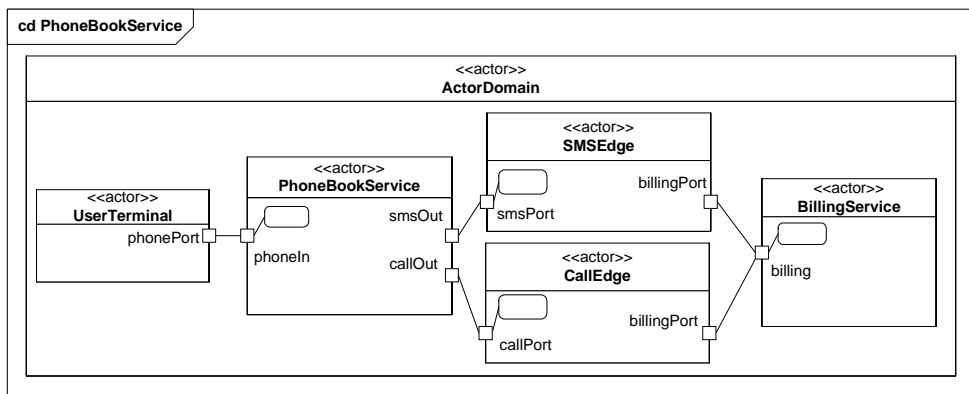 cd PhoneBookService
<<actor>>
ActorDomain
<<actor>>
UserTerminal
phonePort
<<actor>>
PhoneBookService
smsOut
phoneIn
callOut
<<actor>>
SMSEdge
billingPort
smsPort
<<actor>>
CallEdge
billingPort
callPort
<<actor>>
BillingService
billing